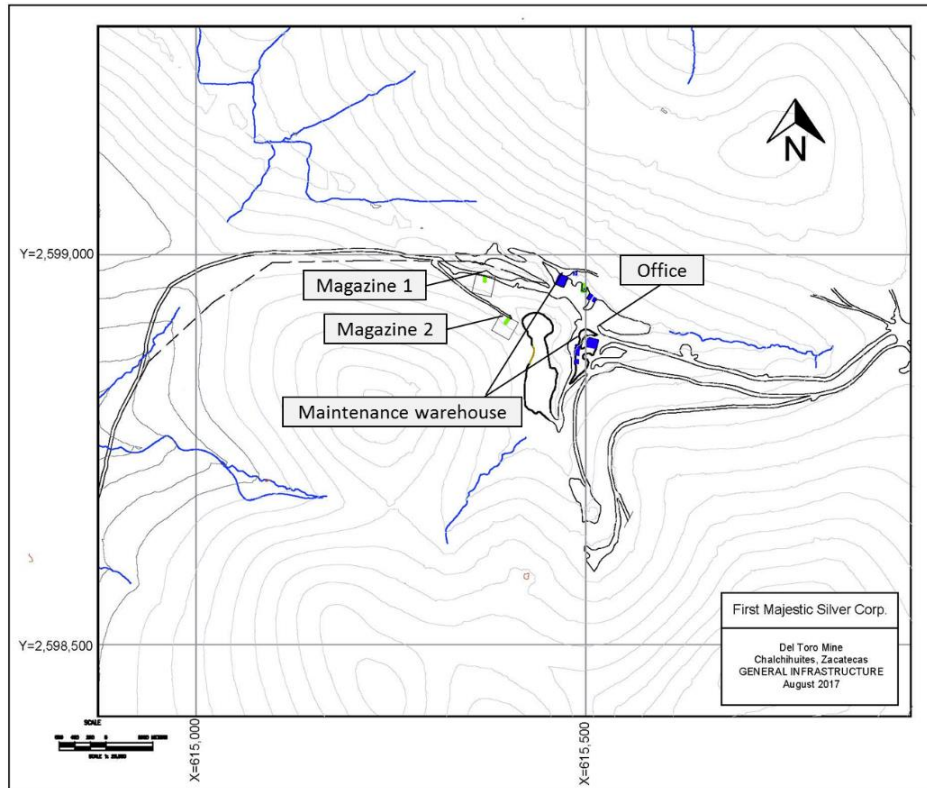 N
Y=2,599,000
Office
Magazine 1
Magazine 2
Maintenance warehouse
First Majestic Silver Corp.
Y=2,598,500
Del Toro Mine
Chalchihuites, Zacatecas
GENERAL INFRASTRUCTURE
August 2017
SCALE
X=615,000
X=615,500